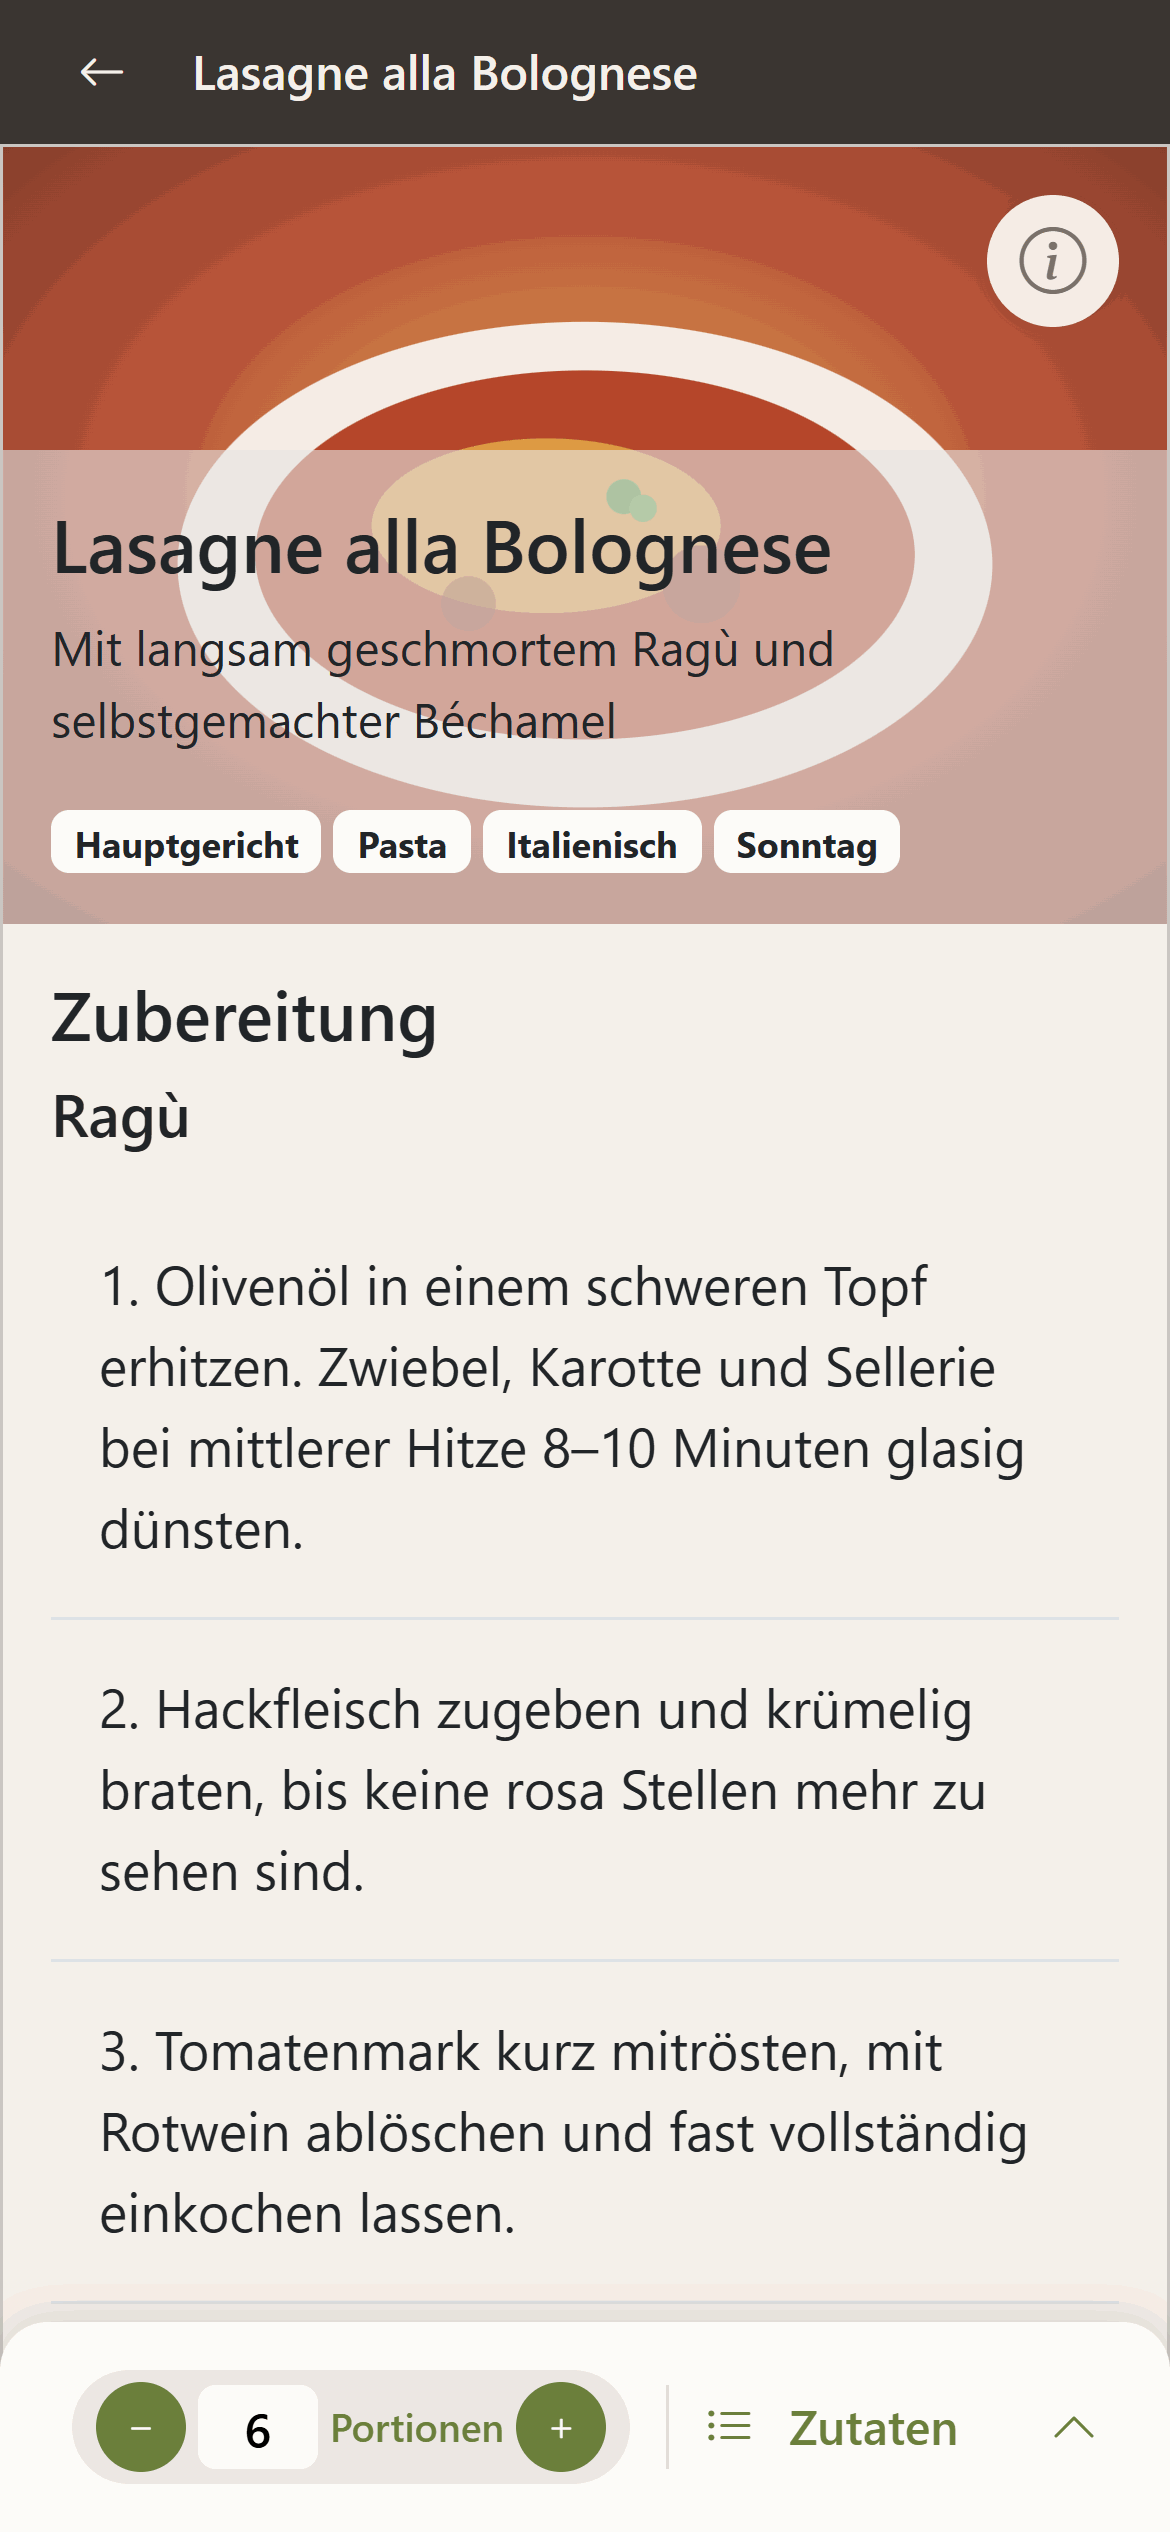 Lasagne alla Bolognese
i
Lasagne alla Bolognese
Mit langsam geschmortem Ragù und
selbstgemachter Béchamel
Hauptgericht Pasta Italienisch Sonntag
Zubereitung
Ragù
1. Olivenöl in einem schweren Topf
erhitzen. Zwiebel, Karotte und Sellerie
bei mittlerer Hitze 8–10 Minuten glasig
dünsten.
2. Hackfleisch zugeben und krümelig
braten, bis keine rosa Stellen mehr zu
sehen sind.
3. Tomatenmark kurz mitrösten, mit
Rotwein ablöschen und fast vollständig
einkochen lassen.
− 6 Portionen + Zutaten